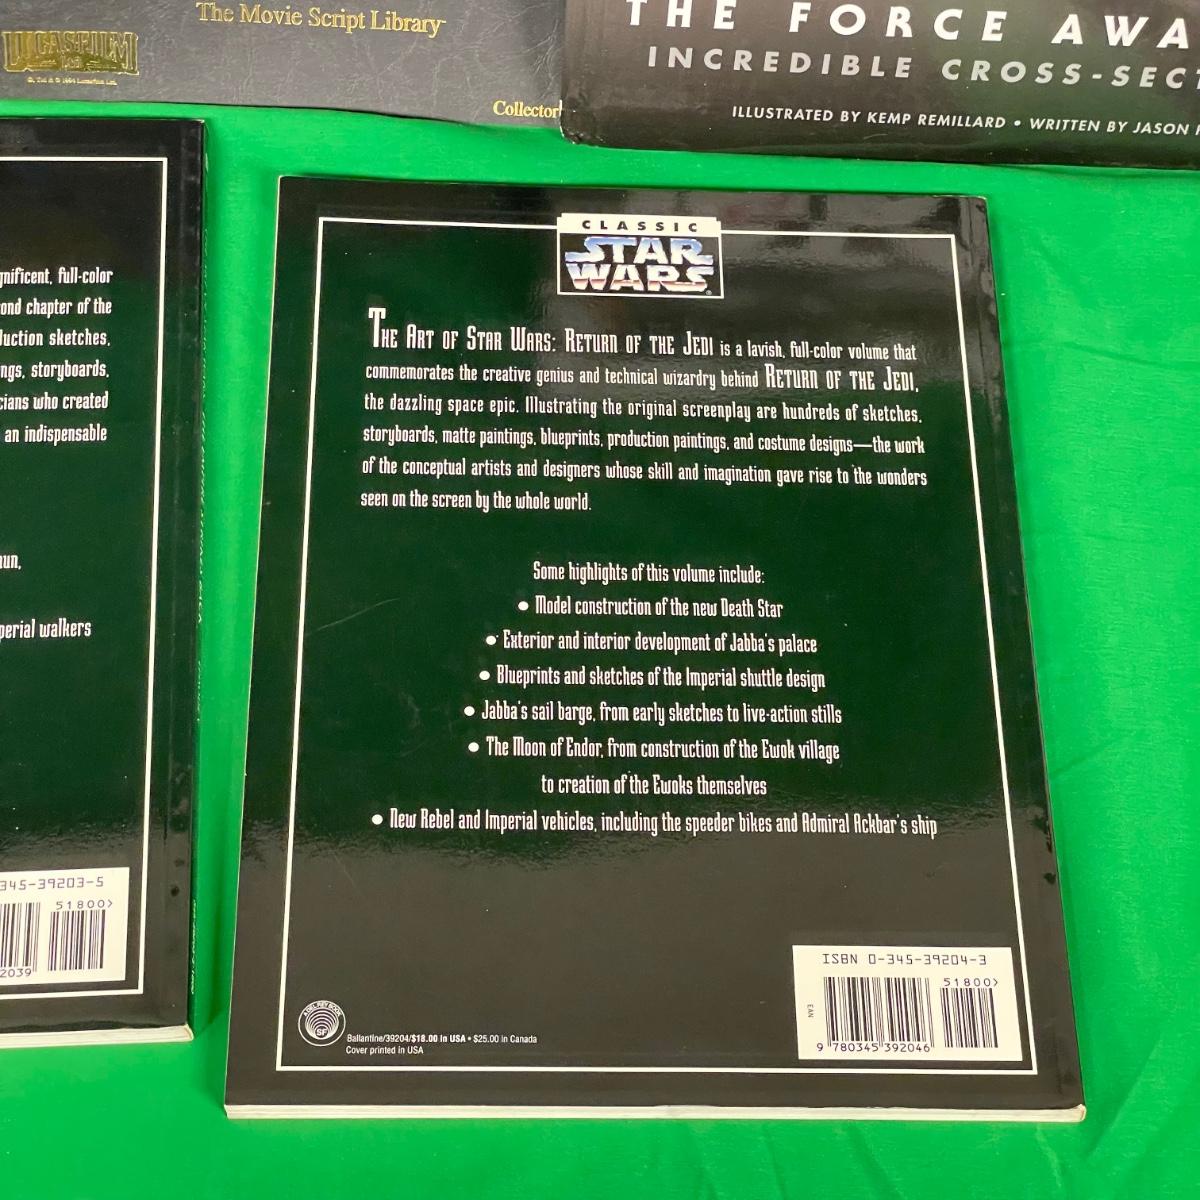 The Movie Script Library
LUCASFILM
LTD
Collector
THE FORCE AWA
INCREDIBLE CROSS-SECT
ILLUSTRATED BY KEMP REMILLARD • WRITTEN BY JASON
gnificent, full-color
ond chapter of the
duction sketches,
ngs, storyboards,
cians who created
an indispensable
perial walkers
345-39203-5
51800>
2039
CLASSIC
STAR
WARS
THE ART OF STAR WARS: RETURN OF THE JEDI is a lavish, full-color volume that
commemorates the creative genius and technical wizardry behind RETURN OF THE JEDI,
the dazzling space epic. Illustrating the original screenplay are hundreds of sketches,
storyboards, matte paintings, blueprints, production paintings, and costume designs—the work
of the conceptual artists and designers whose skill and imagination gave rise to the wonders
seen on the screen by the whole world.
Some highlights of this volume include:
• Model construction of the new Death Star
• Exterior and interior development of Jabba's palace
• Blueprints and sketches of the Imperial shuttle design
• Jabba's sail barge, from early sketches to live-action stills
• The Moon of Endor, from construction of the Ewok village
to creation of the Ewoks themselves
• New Rebel and Imperial vehicles, including the speeder bikes and Admiral Ackbar's ship
A DEL REY BOOK
SF
Ballantine/39204/$18.00 in USA • $25.00 in Canada
Cover printed in USA
ISBN 0-345-39204-3
51800>
EAN
9 780345 392046